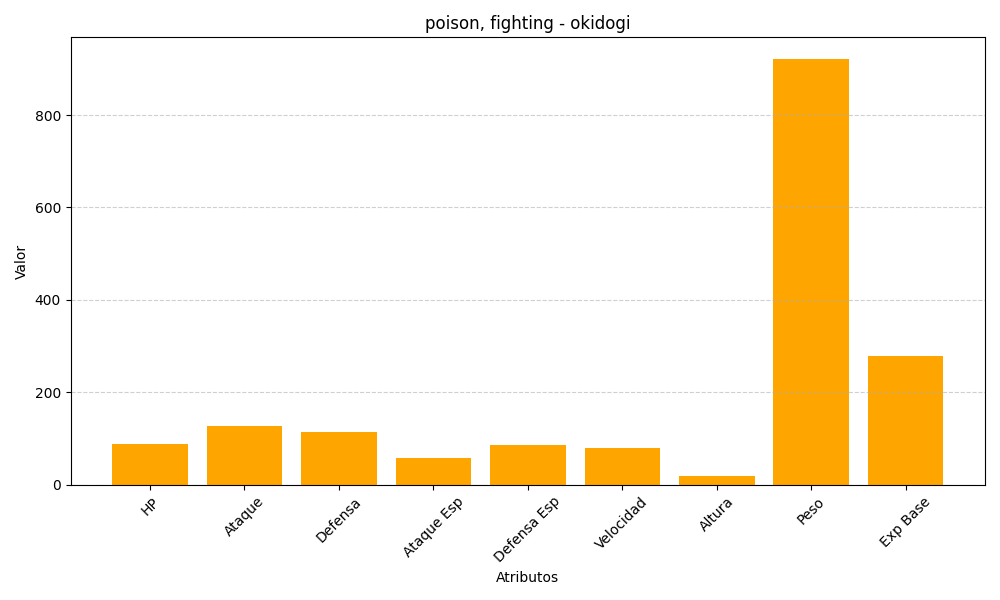 poison, fighting - okidogi
Valor
800
600
400
200
0
HP
Ataque
Defensa
Ataque Esp
Defensa Esp
Velocidad
Altura
Peso
Exp Base
Atributos